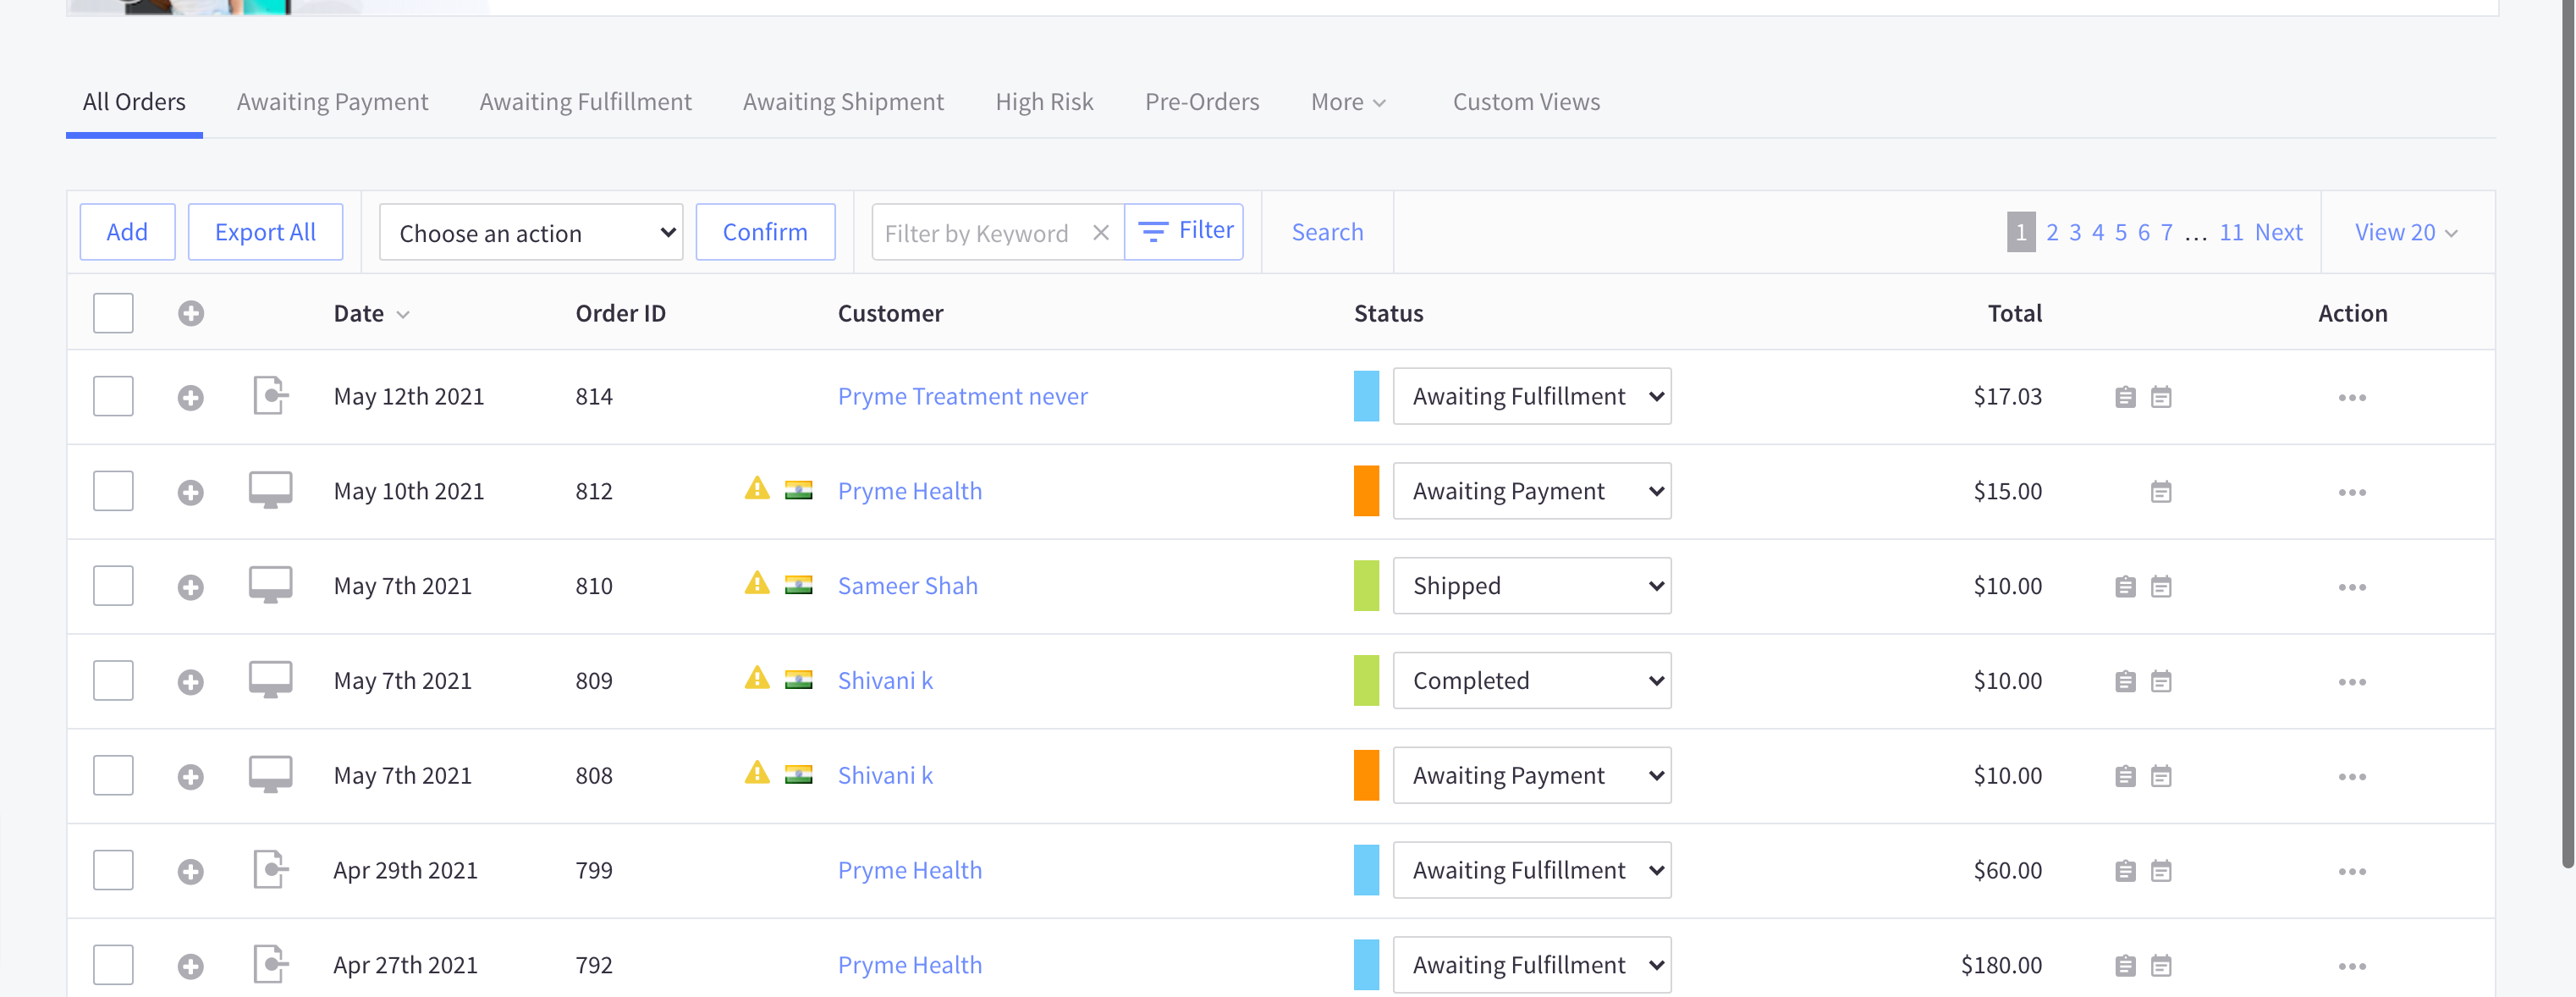 All Orders Awaiting Payment Awaiting Fulfillment Awaiting Shipment High Risk Pre-Orders More Custom Views
Add Export All Choose an action Confirm Filter by Keyword Filter Search 1 2 3 4 5 6 7 ... 11 Next View 20
Date Order ID Customer Status Total Action
May 12th 2021 814 Pryme Treatment never Awaiting Fulfillment $17.03
May 10th 2021 812 Pryme Health Awaiting Payment $15.00
May 7th 2021 810 Sameer Shah Shipped $10.00
May 7th 2021 809 Shivani k Completed $10.00
May 7th 2021 808 Shivani k Awaiting Payment $10.00
Apr 29th 2021 799 Pryme Health Awaiting Fulfillment $60.00
Apr 27th 2021 792 Pryme Health Awaiting Fulfillment $180.00